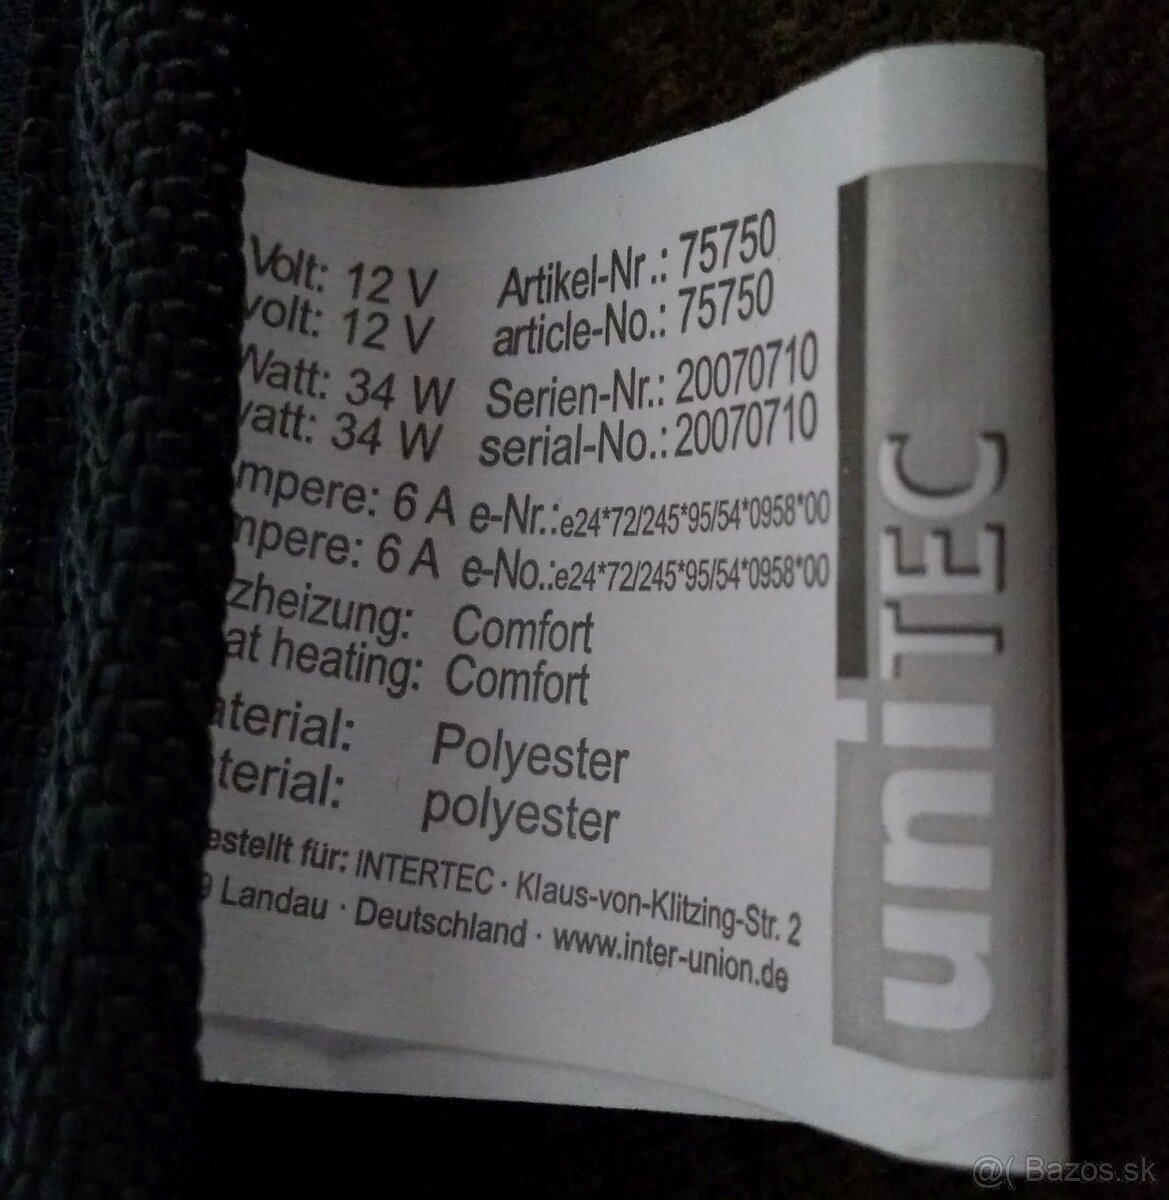 Volt: 12 V Artikel-Nr.: 75750
volt: 12 V article-No.: 75750
Watt: 34 W Serien-Nr.: 20070710
watt: 34 W serial-No.: 20070710
mpere: 6 A e-Nr.:e24*72/245*95/54*0958*00
mpere: 6 A e-No.:e24*72/245*95/54*0958*00
zheizung: Comfort
at heating: Comfort
aterial: Polyester
terial: polyester
estellt für: INTERTEC · Klaus-von-Klitzing-Str. 2
9 Landau · Deutschland · www.inter-union.de
uniTEC
@( Bazos.sk